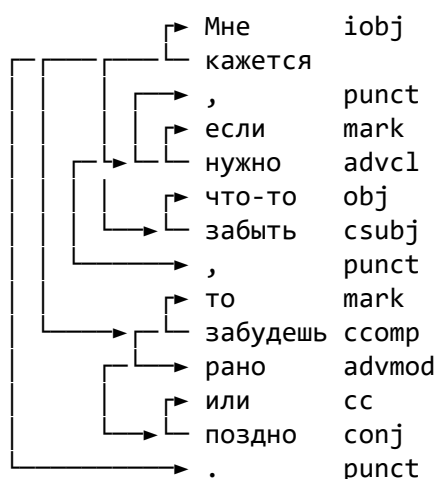 Мне iobj
кажется
, punct
если mark
нужно advcl
что-то obj
забыть csubj
, punct
то mark
забудешь ccomp
рано advmod
или cc
поздно conj
. punct